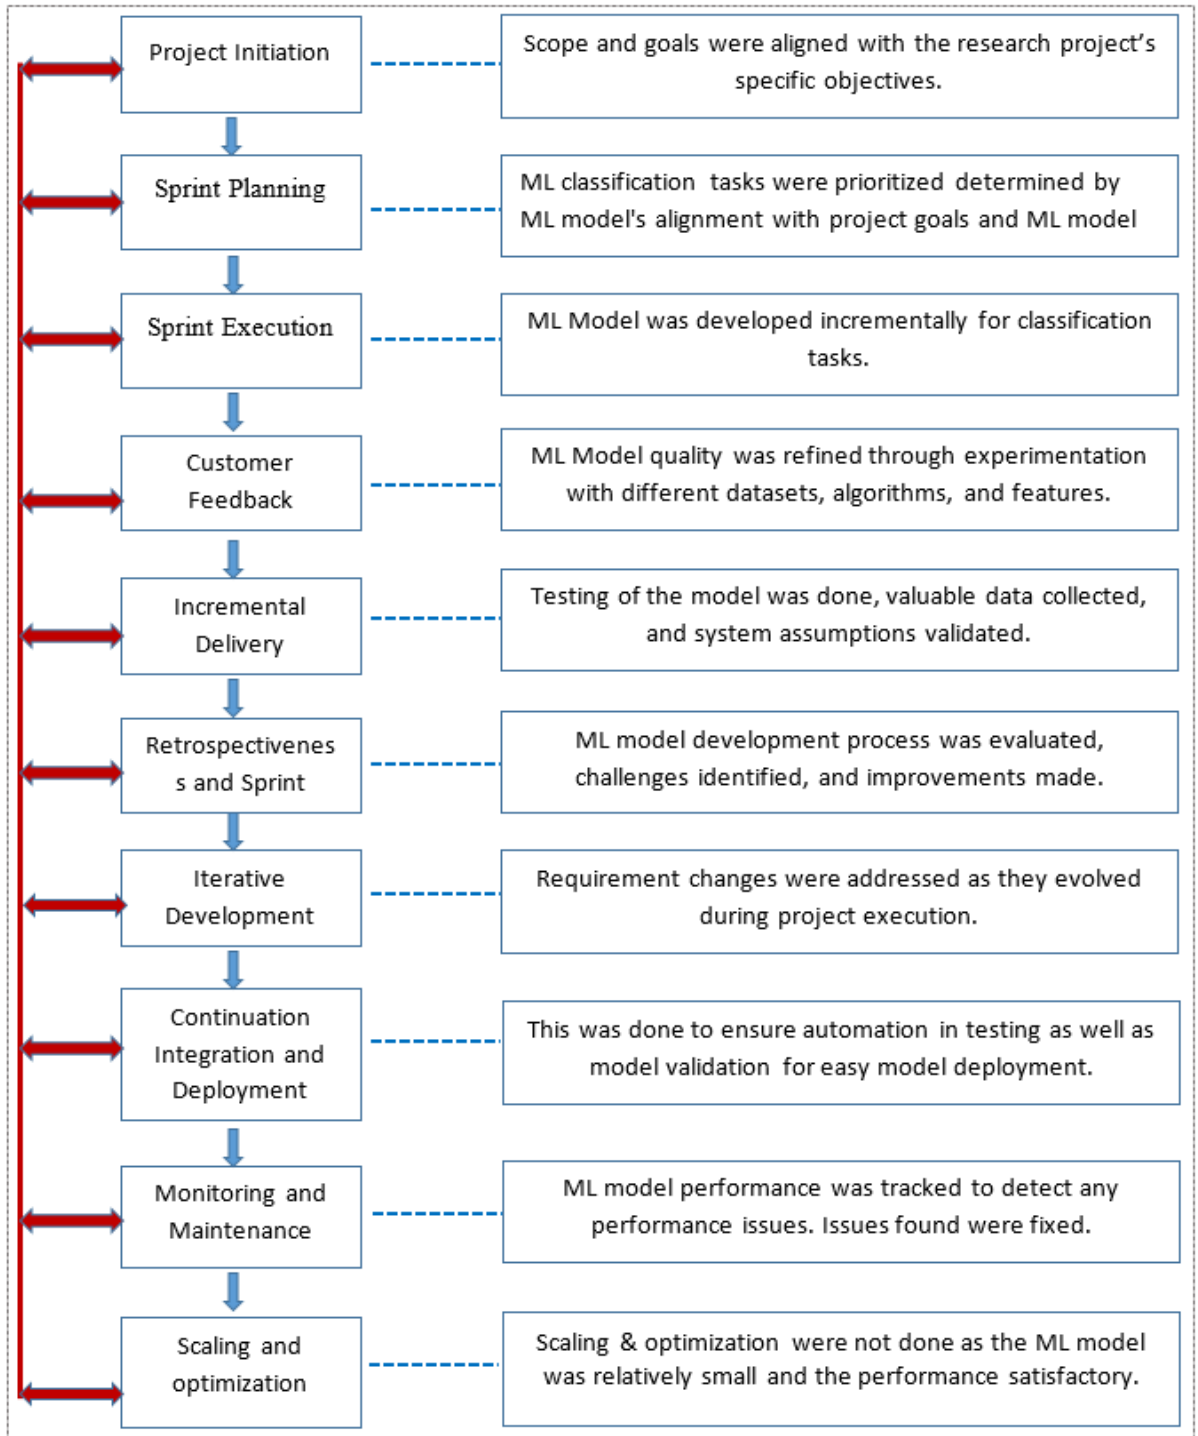 Project Initiation
Scope and goals were aligned with the research project’s
specific objectives.
Sprint Planning
ML classification tasks were prioritized determined by
ML model's alignment with project goals and ML model
Sprint Execution
ML Model was developed incrementally for classification
tasks.
Customer
Feedback
ML Model quality was refined through experimentation
with different datasets, algorithms, and features.
Incremental
Delivery
Testing of the model was done, valuable data collected,
and system assumptions validated.
Retrospectivenes
s and Sprint
ML model development process was evaluated,
challenges identified, and improvements made.
Iterative
Development
Requirement changes were addressed as they evolved
during project execution.
Continuation
Integration and
Deployment
This was done to ensure automation in testing as well as
model validation for easy model deployment.
Monitoring and
Maintenance
ML model performance was tracked to detect any
performance issues. Issues found were fixed.
Scaling and
optimization
Scaling & optimization were not done as the ML model
was relatively small and the performance satisfactory.